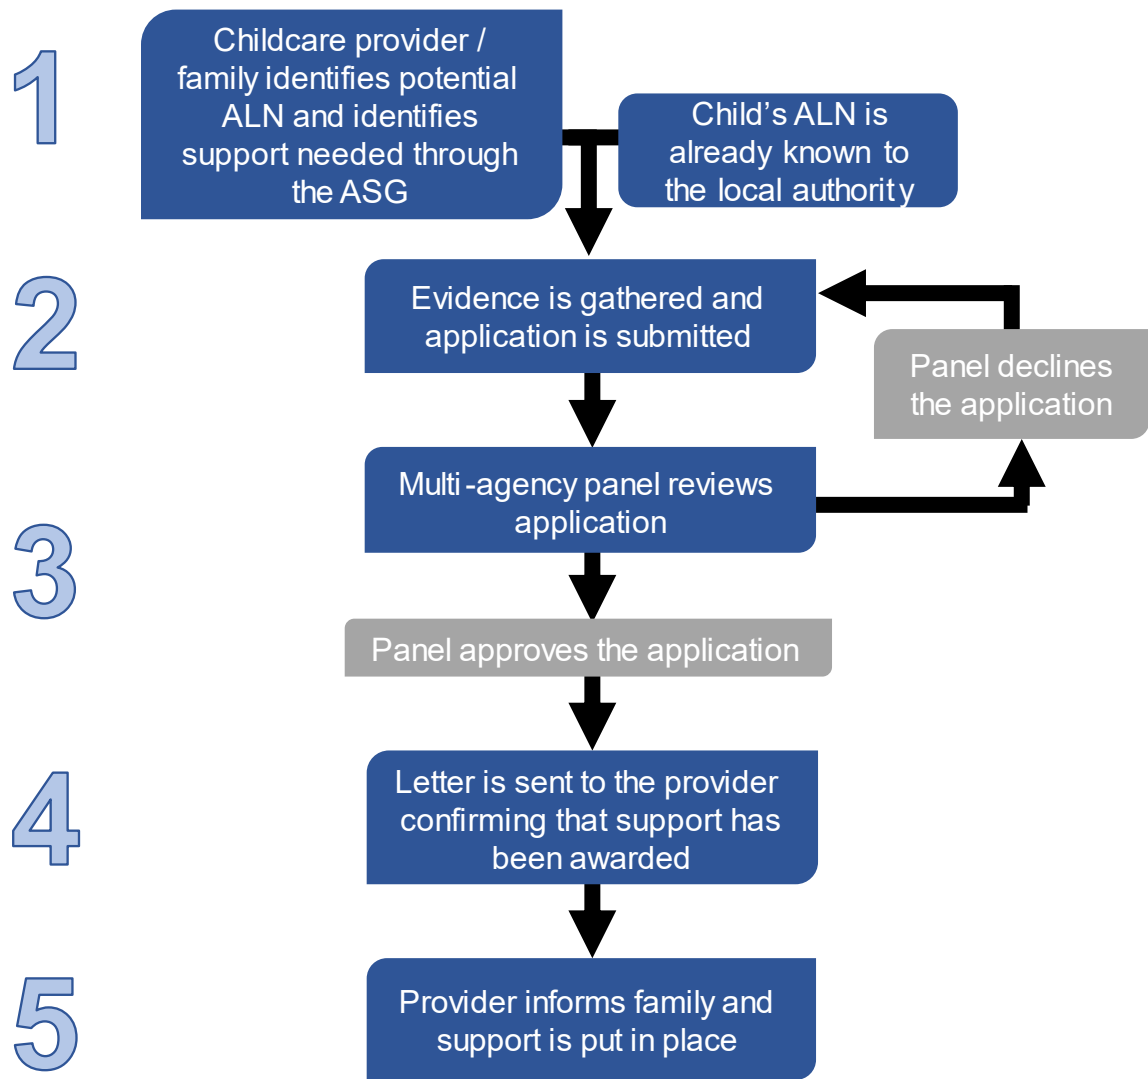 1
Childcare provider /
family identifies potential
ALN and identifies
support needed through
the ASG
Child's ALN is
already known to
the local authority
2
Evidence is gathered and
application is submitted
Panel declines
the application
3
Multi-agency panel reviews
application
Panel approves the application
4
Letter is sent to the provider
confirming that support has
been awarded
5
Provider informs family and
support is put in place